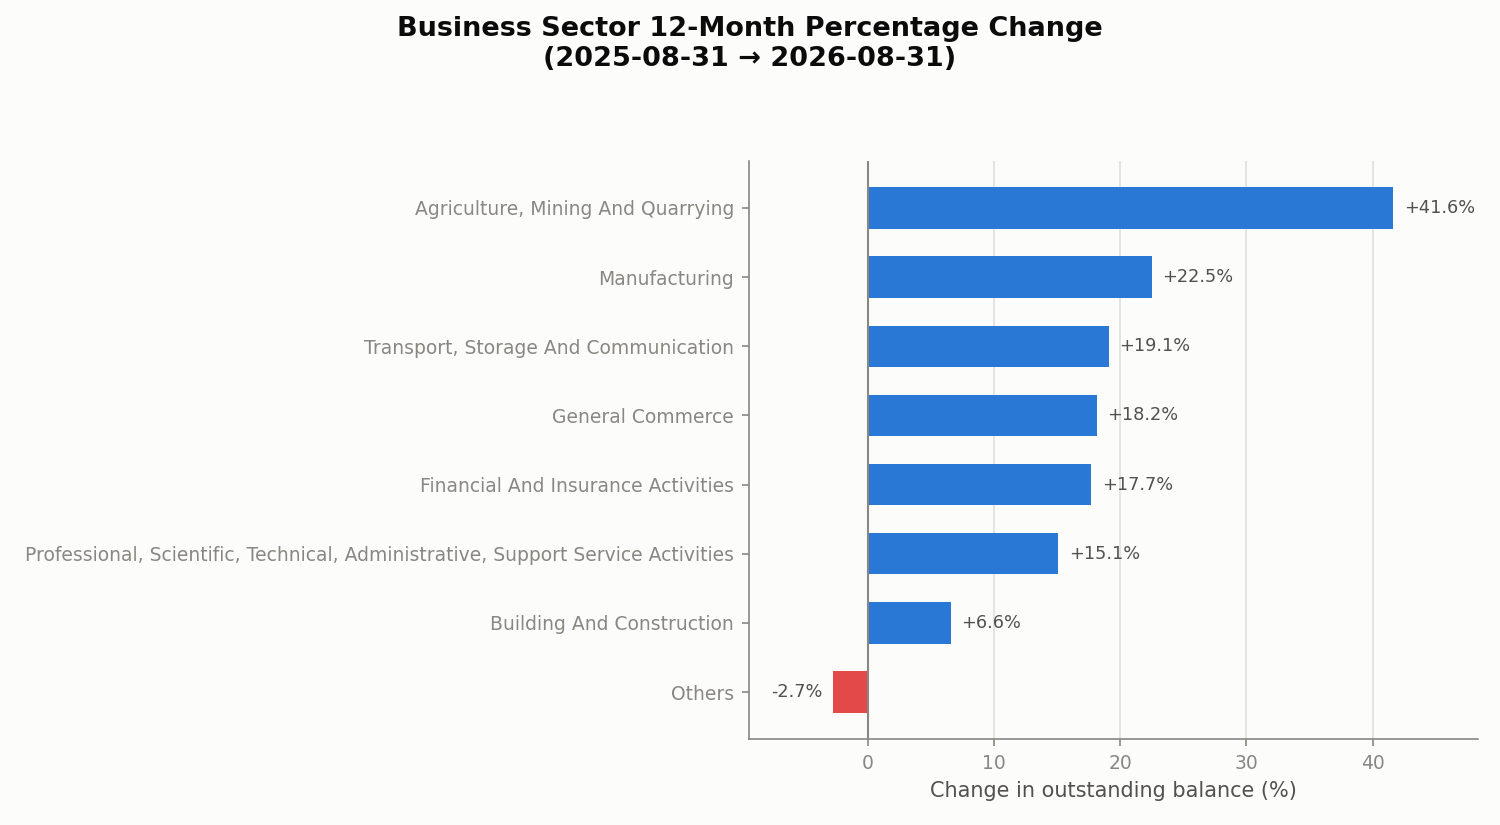 Business Sector 12-Month Percentage Change
(2025-08-31 → 2026-08-31)
Agriculture, Mining And Quarrying
+41.6%
Manufacturing
+22.5%
Transport, Storage And Communication
+19.1%
General Commerce
+18.2%
Financial And Insurance Activities
+17.7%
Professional, Scientific, Technical, Administrative, Support Service Activities
+15.1%
Building And Construction
+6.6%
Others
-2.7%
0 10 20 30 40
Change in outstanding balance (%)